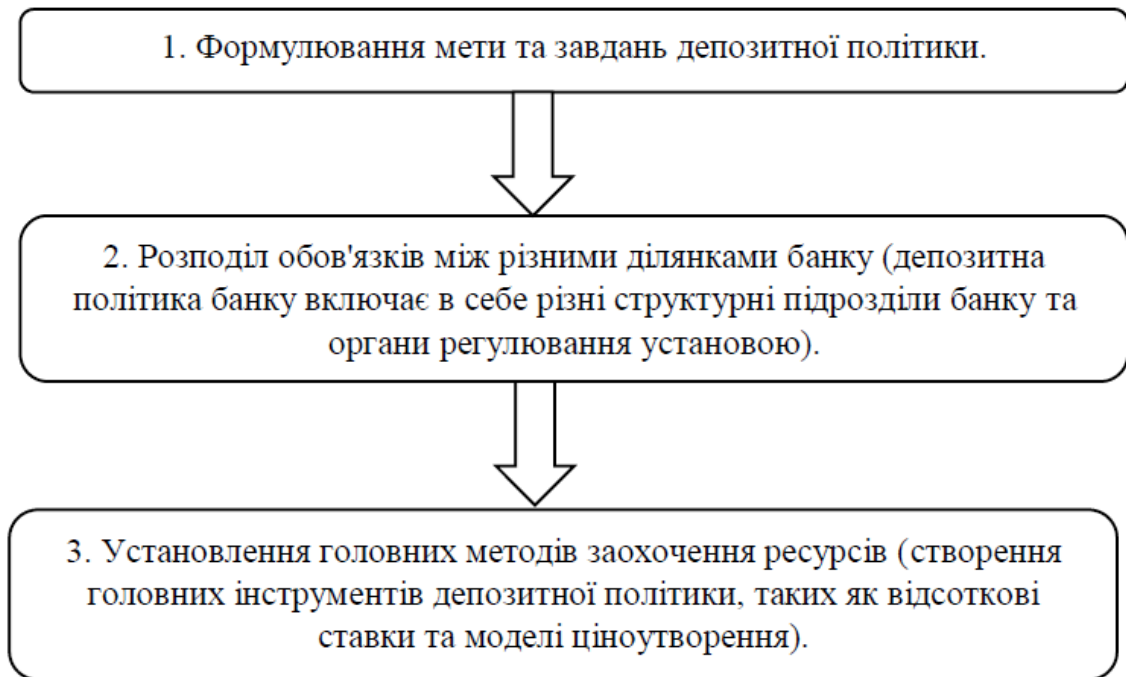 1. Формулювання мети та завдань депозитної політики.
2. Розподіл обов'язків між різними ділянками банку (депозитна
політика банку включає в себе різні структурні підрозділи банку та
органи регулювання установою).
3. Установлення головних методів заохочення ресурсів (створення
головних інструментів депозитної політики, таких як відсоткові
ставки та моделі ціноутворення).